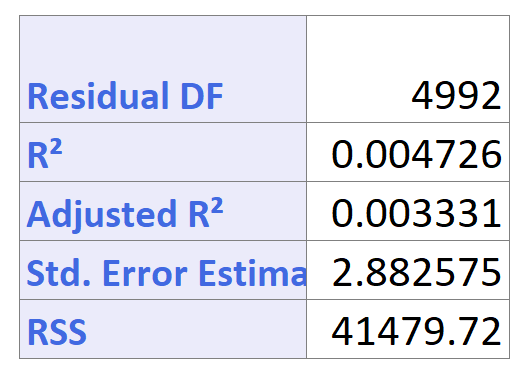 Residual DF 4992
R² 0.004726
Adjusted R² 0.003331
Std. Error Estima 2.882575
RSS 41479.72